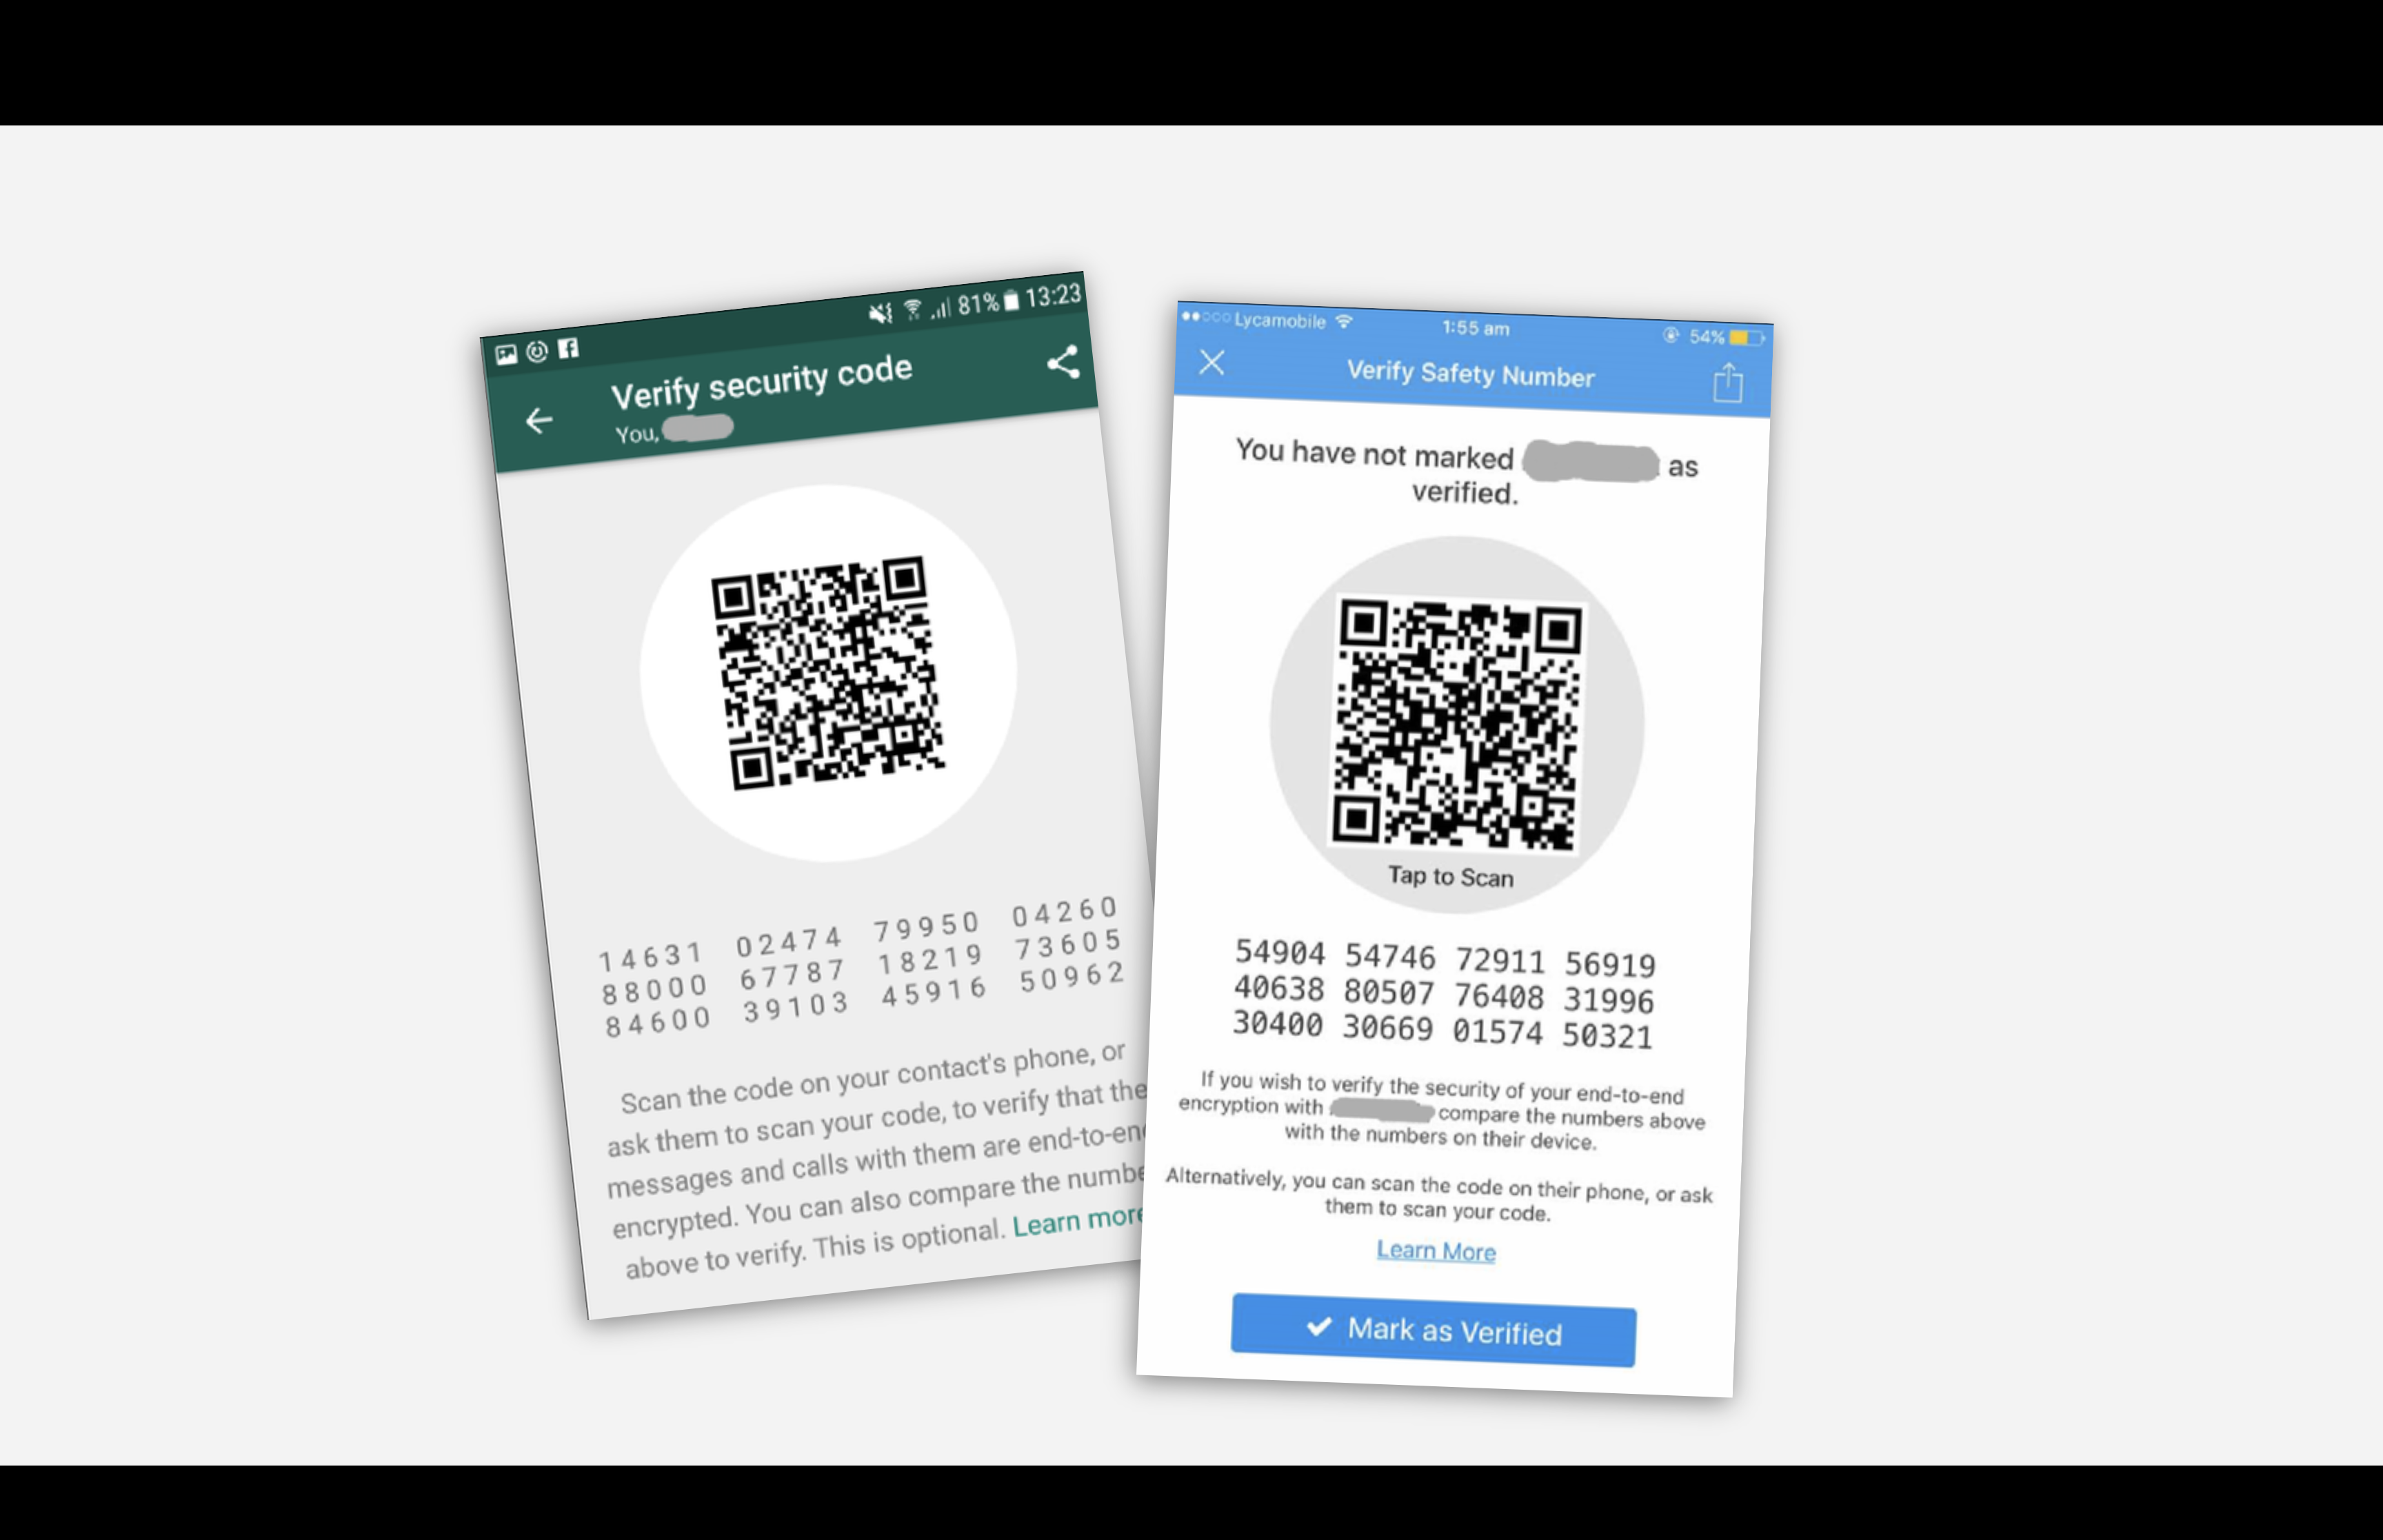 81% 13:23
Verify security code
You,
14631 02474 79950 04260
88000 67787 18219 73605
84600 39103 45916 50962
Scan the code on your contact's phone, or
ask them to scan your code, to verify that the
messages and calls with them are end-to-en
encrypted. You can also compare the numbe
above to verify. This is optional. Learn more
Lycamobile 1:55 am 54%
Verify Safety Number
You have not marked as
verified.
Tap to Scan
54904 54746 72911 56919
40638 80507 76408 31996
30400 30669 01574 50321
If you wish to verify the security of your end-to-end
encryption with compare the numbers above
with the numbers on their device.
Alternatively, you can scan the code on their phone, or ask
them to scan your code.
Learn More
Mark as Verified